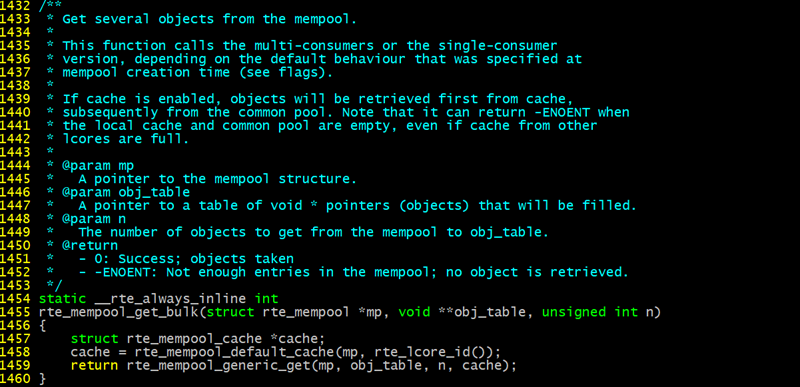 1432 /**
1433  * Get several objects from the mempool.
1434  *
1435  * This function calls the multi-consumers or the single-consumer
1436  * version, depending on the default behaviour that was specified at
1437  * mempool creation time (see flags).
1438  *
1439  * If cache is enabled, objects will be retrieved first from cache,
1440  * subsequently from the common pool. Note that it can return -ENOENT when
1441  * the local cache and common pool are empty, even if cache from other
1442  * lcores are full.
1443  *
1444  * @param mp
1445  *   A pointer to the mempool structure.
1446  * @param obj_table
1447  *   A pointer to a table of void * pointers (objects) that will be filled.
1448  * @param n
1449  *   The number of objects to get from the mempool to obj_table.
1450  * @return
1451  *   - 0: Success; objects taken
1452  *   - -ENOENT: Not enough entries in the mempool; no object is retrieved.
1453  */
1454 static __rte_always_inline int
1455 rte_mempool_get_bulk(struct rte_mempool *mp, void **obj_table, unsigned int n)
1456 {
1457     struct rte_mempool_cache *cache;
1458     cache = rte_mempool_default_cache(mp, rte_lcore_id());
1459     return rte_mempool_generic_get(mp, obj_table, n, cache);
1460 }